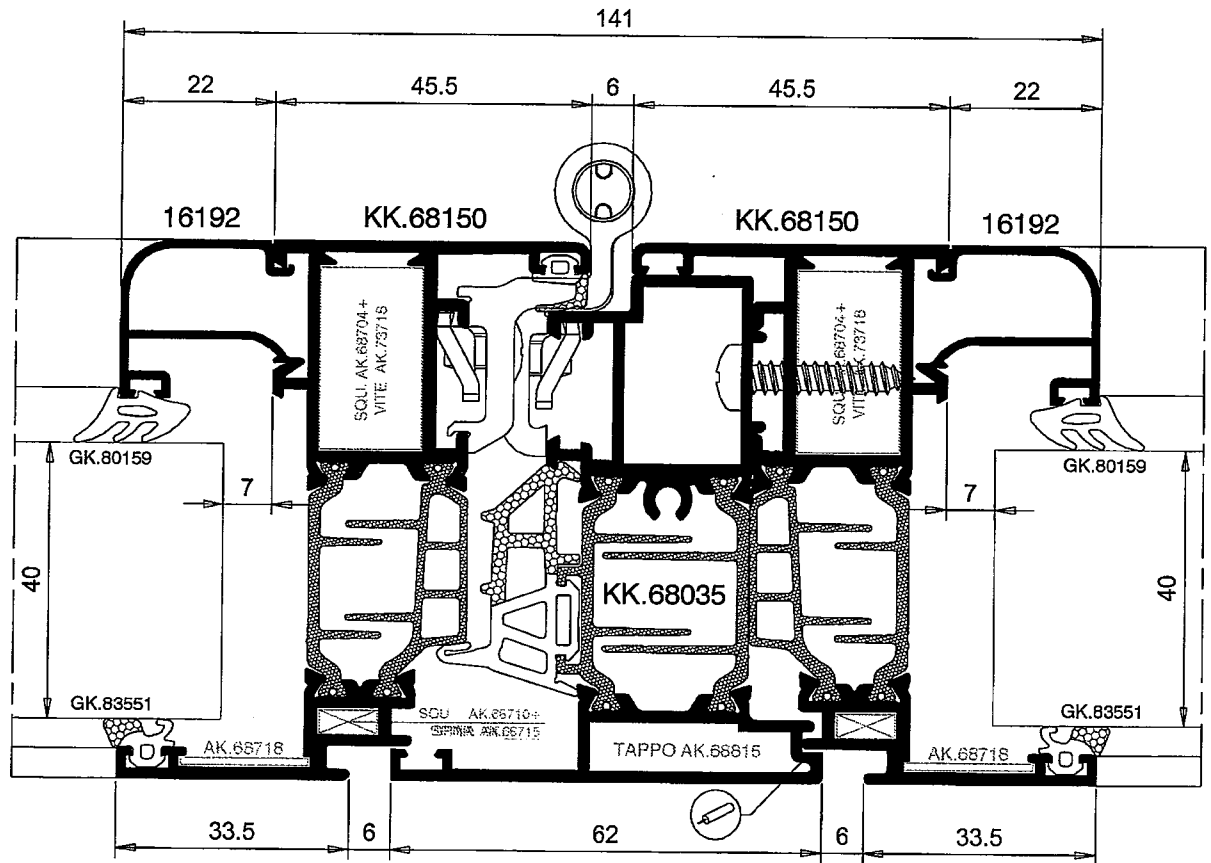 141
22 45.5 6 45.5 22
16192 KK.68150 KK.68150 16192
SQU. AK.68704+
VITE AK.73718
SQU. AK.68704+
VITE AK.73718
GK.80159 GK.80159
7 7
40 40
KK.68035
GK.83551 GK.83551
SQU AK.66710+
SPINA AK.66715
AK.68718 TAPPO AK.68815 AK.68718
33.5 6 62 6 33.5